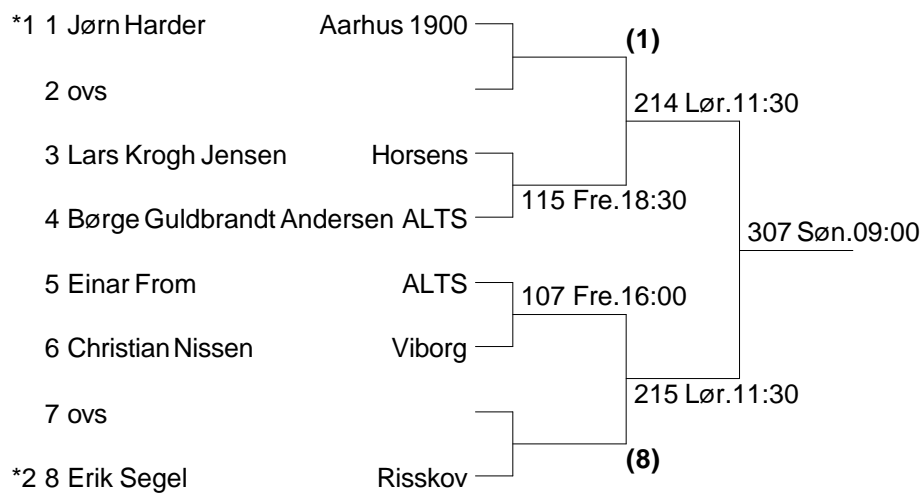 *1 1 Jørn Harder Aarhus 1900
(1)
2 ovs
214 Lør.11:30
3 Lars Krogh Jensen Horsens
115 Fre.18:30
4 Børge Guldbrandt Andersen ALTS
307 Søn.09:00
5 Einar From ALTS
107 Fre.16:00
6 Christian Nissen Viborg
215 Lør.11:30
7 ovs
(8)
*2 8 Erik Segel Risskov